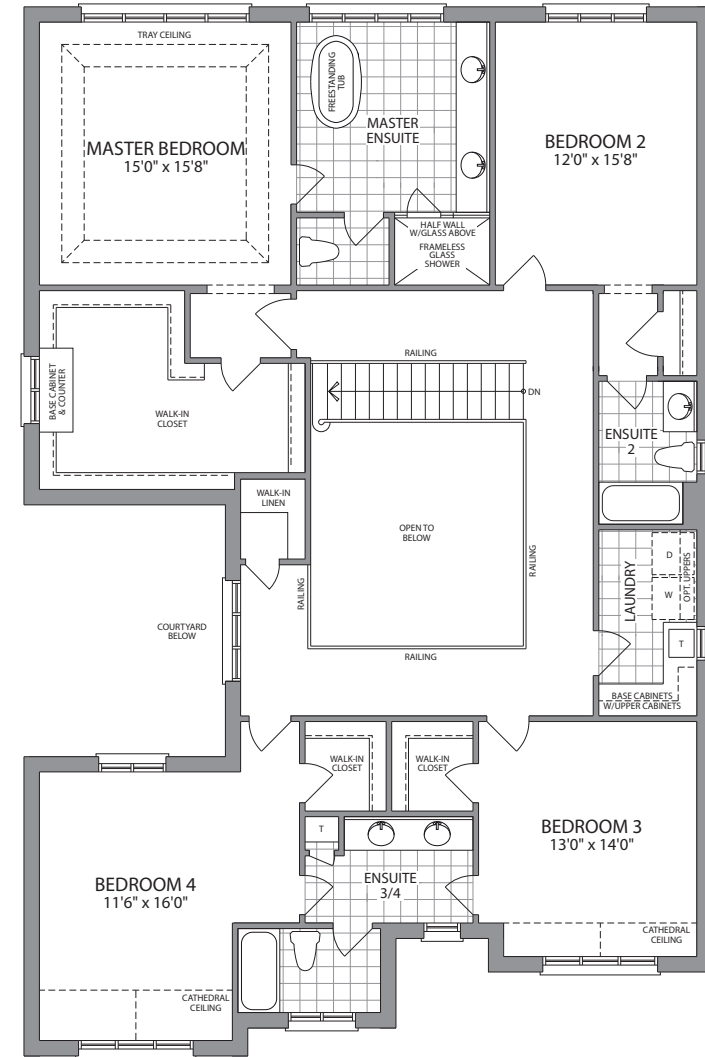 TRAY CEILING
MASTER BEDROOM
15'0" x 15'8"
FREESTANDING
TUB
MASTER
ENSUITE
BEDROOM 2
12'0" x 15'8"
HALF WALL
W/GLASS ABOVE
FRAMELESS
GLASS
SHOWER
RAILING
BASE CABINET
& COUNTER
WALK-IN
CLOSET
DN
ENSUITE
2
WALK-IN
LINEN
OPEN TO
BELOW
RAILING
RAILING
LAUNDRY
D
W
OPT. UPPERS
T
COURTYARD
BELOW
RAILING
BASE CABINETS
W/UPPER CABINETS
WALK-IN
CLOSET
WALK-IN
CLOSET
T
ENSUITE
3/4
BEDROOM 3
13'0" x 14'0"
BEDROOM 4
11'6" x 16'0"
CATHEDRAL
CEILING
CATHEDRAL
CEILING